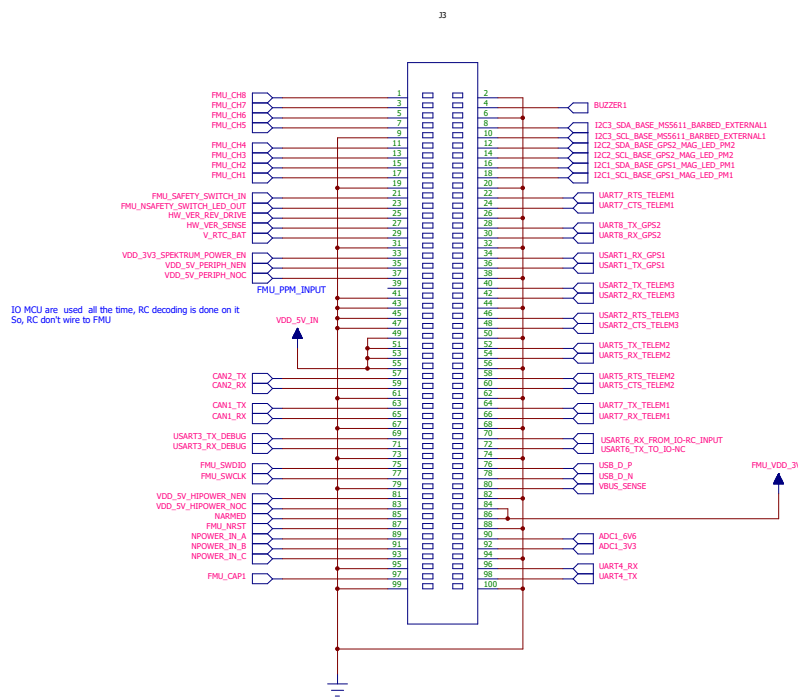 J3
FMU_CH8 1 2
FMU_CH7 3 4 BUZZER1
FMU_CH6 5 6
FMU_CH5 7 8 I2C3_SDA_BASE_MS5611_BARBED_EXTERNAL1
9 10 I2C3_SCL_BASE_MS5611_BARBED_EXTERNAL1
FMU_CH4 11 12 I2C2_SDA_BASE_GPS2_MAG_LED_PM2
FMU_CH3 13 14 I2C2_SCL_BASE_GPS2_MAG_LED_PM2
FMU_CH2 15 16 I2C1_SDA_BASE_GPS1_MAG_LED_PM1
FMU_CH1 17 18 I2C1_SCL_BASE_GPS1_MAG_LED_PM1
19 20
FMU_SAFETY_SWITCH_IN 21 22 UART7_RTS_TELEM1
FMU_NSAFETY_SWITCH_LED_OUT 23 24 UART7_CTS_TELEM1
HW_VER_REV_DRIVE 25 26
HW_VER_SENSE 27 28 UART8_TX_GPS2
V_RTC_BAT 29 30 UART8_RX_GPS2
31 32
VDD_3V3_SPEKTRUM_POWER_EN 33 34 USART1_RX_GPS1
VDD_5V_PERIPH_NEN 35 36 USART1_TX_GPS1
VDD_5V_PERIPH_NOC 37 38
FMU_PPM_INPUT 39 40 USART2_TX_TELEM3
41 42 USART2_RX_TELEM3
43 44
IO MCU are used all the time, RC decoding is done on it
So, RC don't wire to FMU
45 46 USART2_RTS_TELEM3
VDD_5V_IN 47 48 USART2_CTS_TELEM3
49 50
51 52 UART5_TX_TELEM2
53 54 UART5_RX_TELEM2
55 56
CAN2_TX 57 58 UART5_RTS_TELEM2
CAN2_RX 59 60 UART5_CTS_TELEM2
61 62
CAN1_TX 63 64 UART7_TX_TELEM1
CAN1_RX 65 66 UART7_RX_TELEM1
67 68
USART3_TX_DEBUG 69 70 USART6_RX_FROM_IO-RC_INPUT
USART3_RX_DEBUG 71 72 USART6_TX_TO_IO-NC
73 74
FMU_SWDIO 75 76 USB_D_P FMU_VDD_3V
FMU_SWCLK 77 78 USB_D_N
79 80 VBUS_SENSE
VDD_5V_HIPOWER_NEN 81 82
VDD_5V_HIPOWER_NOC 83 84
NARMED 85 86
FMU_NRST 87 88
NPOWER_IN_A 89 90 ADC1_6V6
NPOWER_IN_B 91 92 ADC1_3V3
NPOWER_IN_C 93 94
95 96 UART4_RX
FMU_CAP1 97 98 UART4_TX
99 100